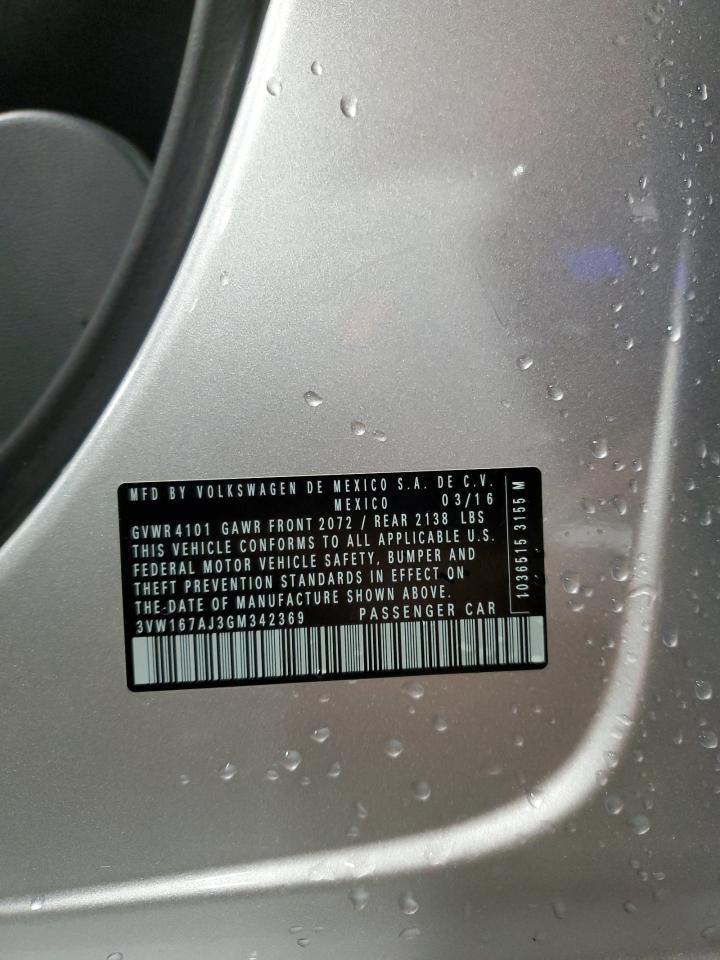 MFD BY VOLKSWAGEN DE MEXICO S.A. DE C.V.
MEXICO 03/16
GVWR 4101 GAWR FRONT 2072 / REAR 2138 LBS
THIS VEHICLE CONFORMS TO ALL APPLICABLE U.S.
FEDERAL MOTOR VEHICLE SAFETY, BUMPER AND
THEFT PREVENTION STANDARDS IN EFFECT ON
THE-DATE OF MANUFACTURE SHOWN ABOVE.
3VW167AJ3GM342369 PASSENGER CAR
1036515 3155 M